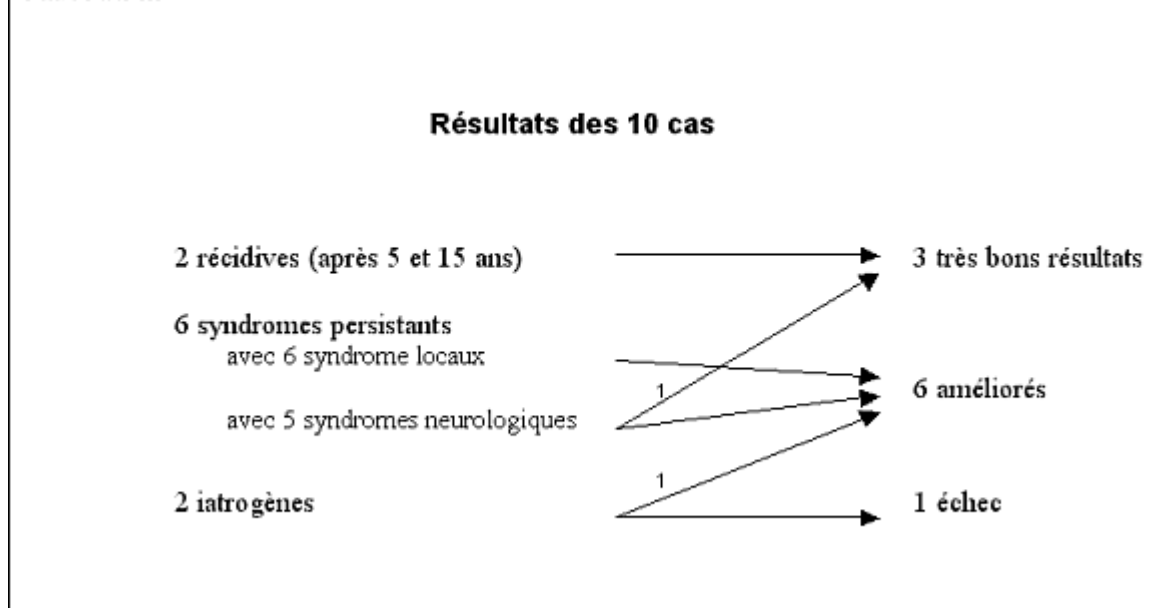 Résultats des 10 cas
2 récidives (après 5 et 15 ans)
3 très bons résultats
6 syndromes persistants
avec 6 syndrome locaux
6 améliorés
1
avec 5 syndromes neurologiques
1
2 iatrogènes
1 échec